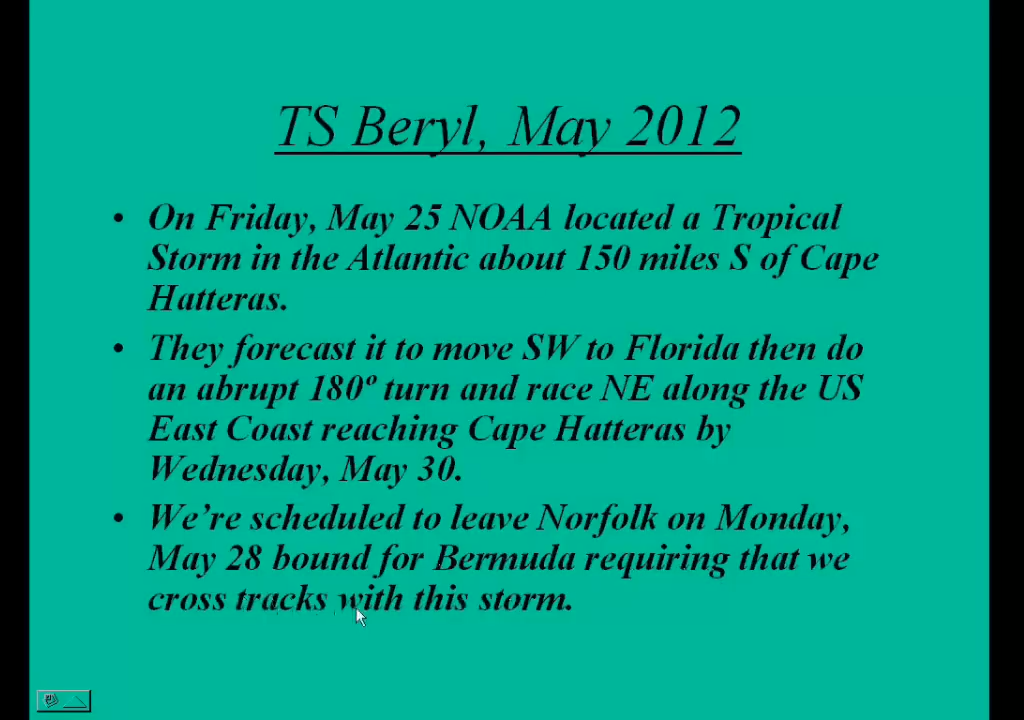 TS Beryl, May 2012
• On Friday, May 25 NOAA located a Tropical
Storm in the Atlantic about 150 miles S of Cape
Hatteras.
• They forecast it to move SW to Florida then do
an abrupt 180º turn and race NE along the US
East Coast reaching Cape Hatteras by
Wednesday, May 30.
• We’re scheduled to leave Norfolk on Monday,
May 28 bound for Bermuda requiring that we
cross tracks with this storm.